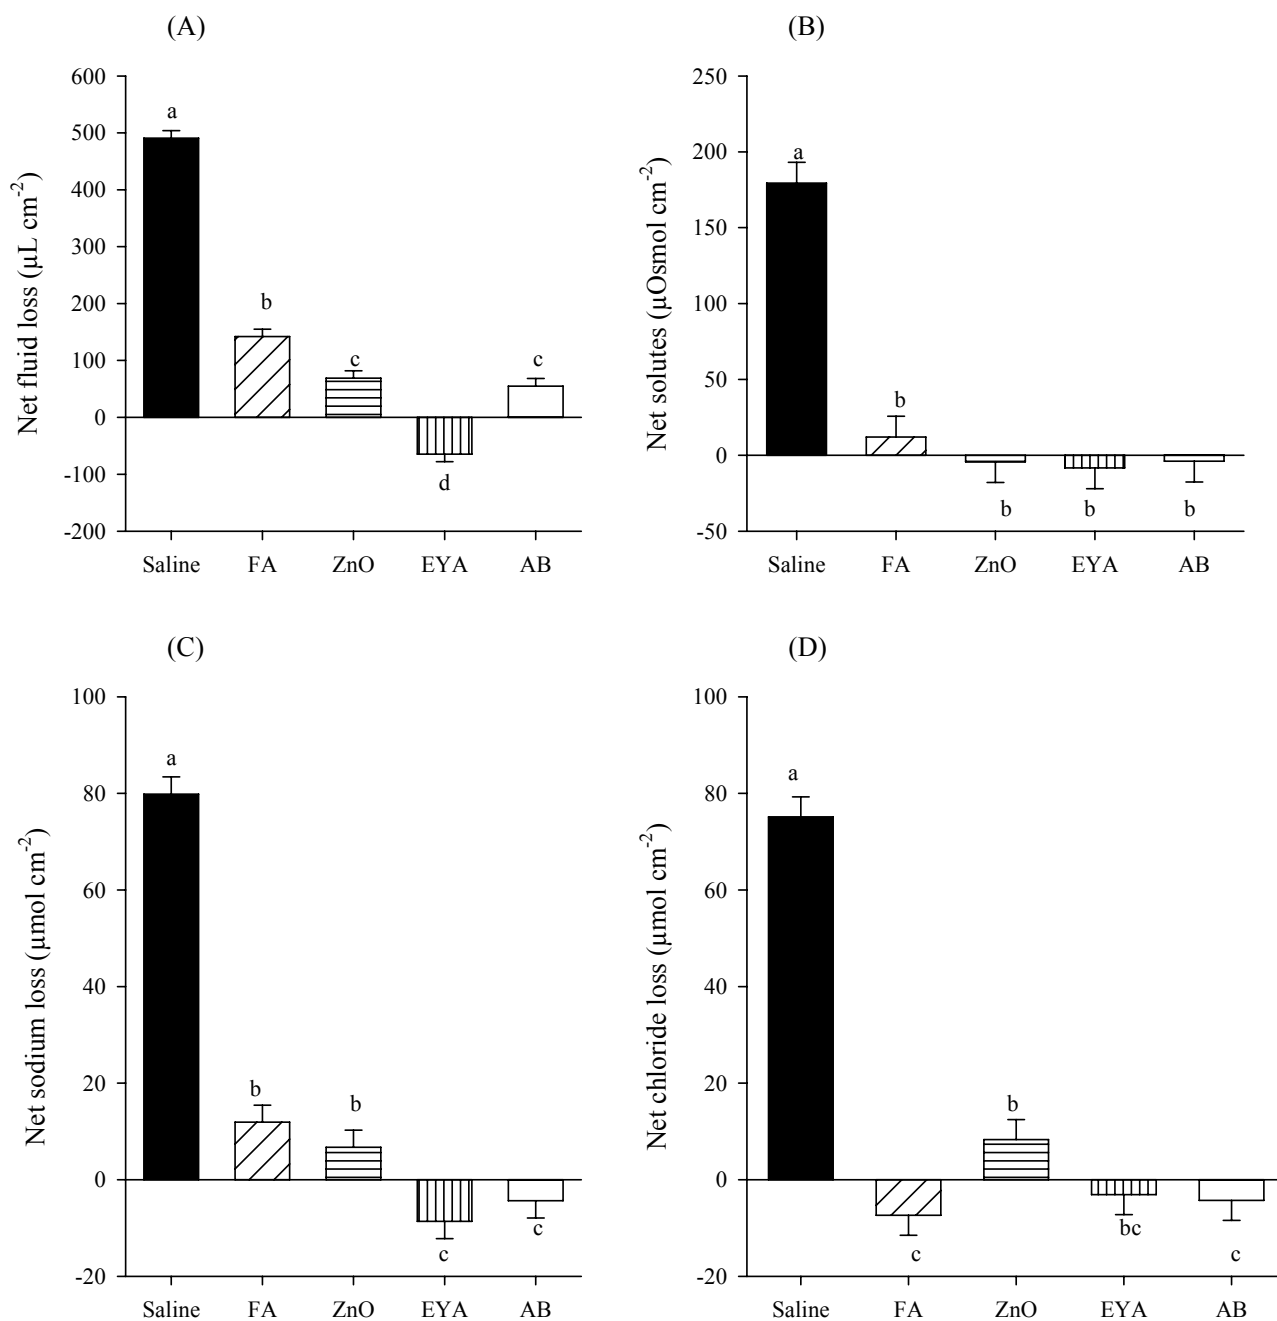 (A)
Net fluid loss (µL cm⁻²)
600
500
400
300
200
100
0
-100
-200
a
b
c
d
c
Saline FA ZnO EYA AB
(B)
Net solutes (µOsmol cm⁻²)
250
200
150
100
50
0
-50
a
b
b
b
b
Saline FA ZnO EYA AB
(C)
Net sodium loss (µmol cm⁻²)
100
80
60
40
20
0
-20
a
b
b
c
c
Saline FA ZnO EYA AB
(D)
Net chloride loss (µmol cm⁻²)
100
80
60
40
20
0
-20
a
c
b
bc
c
Saline FA ZnO EYA AB